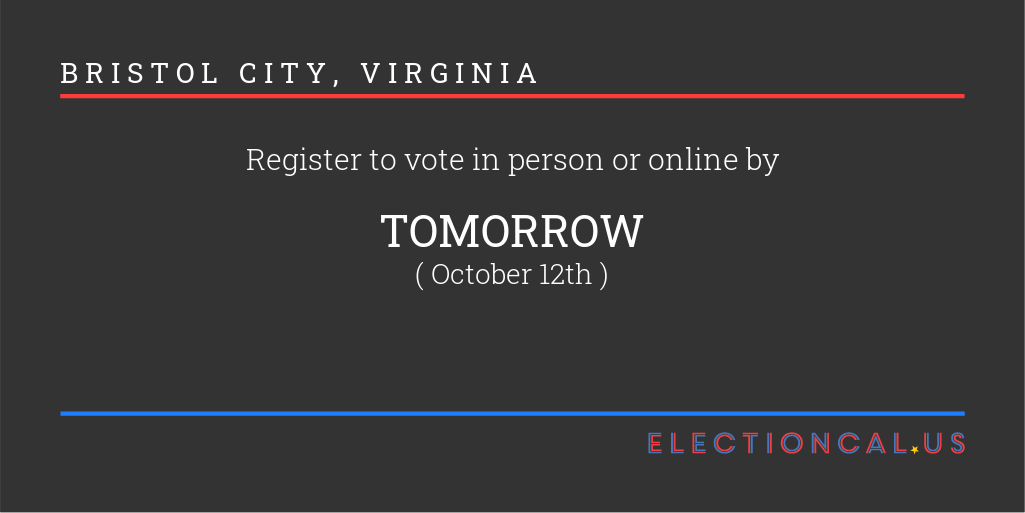 BRISTOL CITY, VIRGINIA
Register to vote in person or online by
TOMORROW
( October 12th )
ELECTIONCAL.US